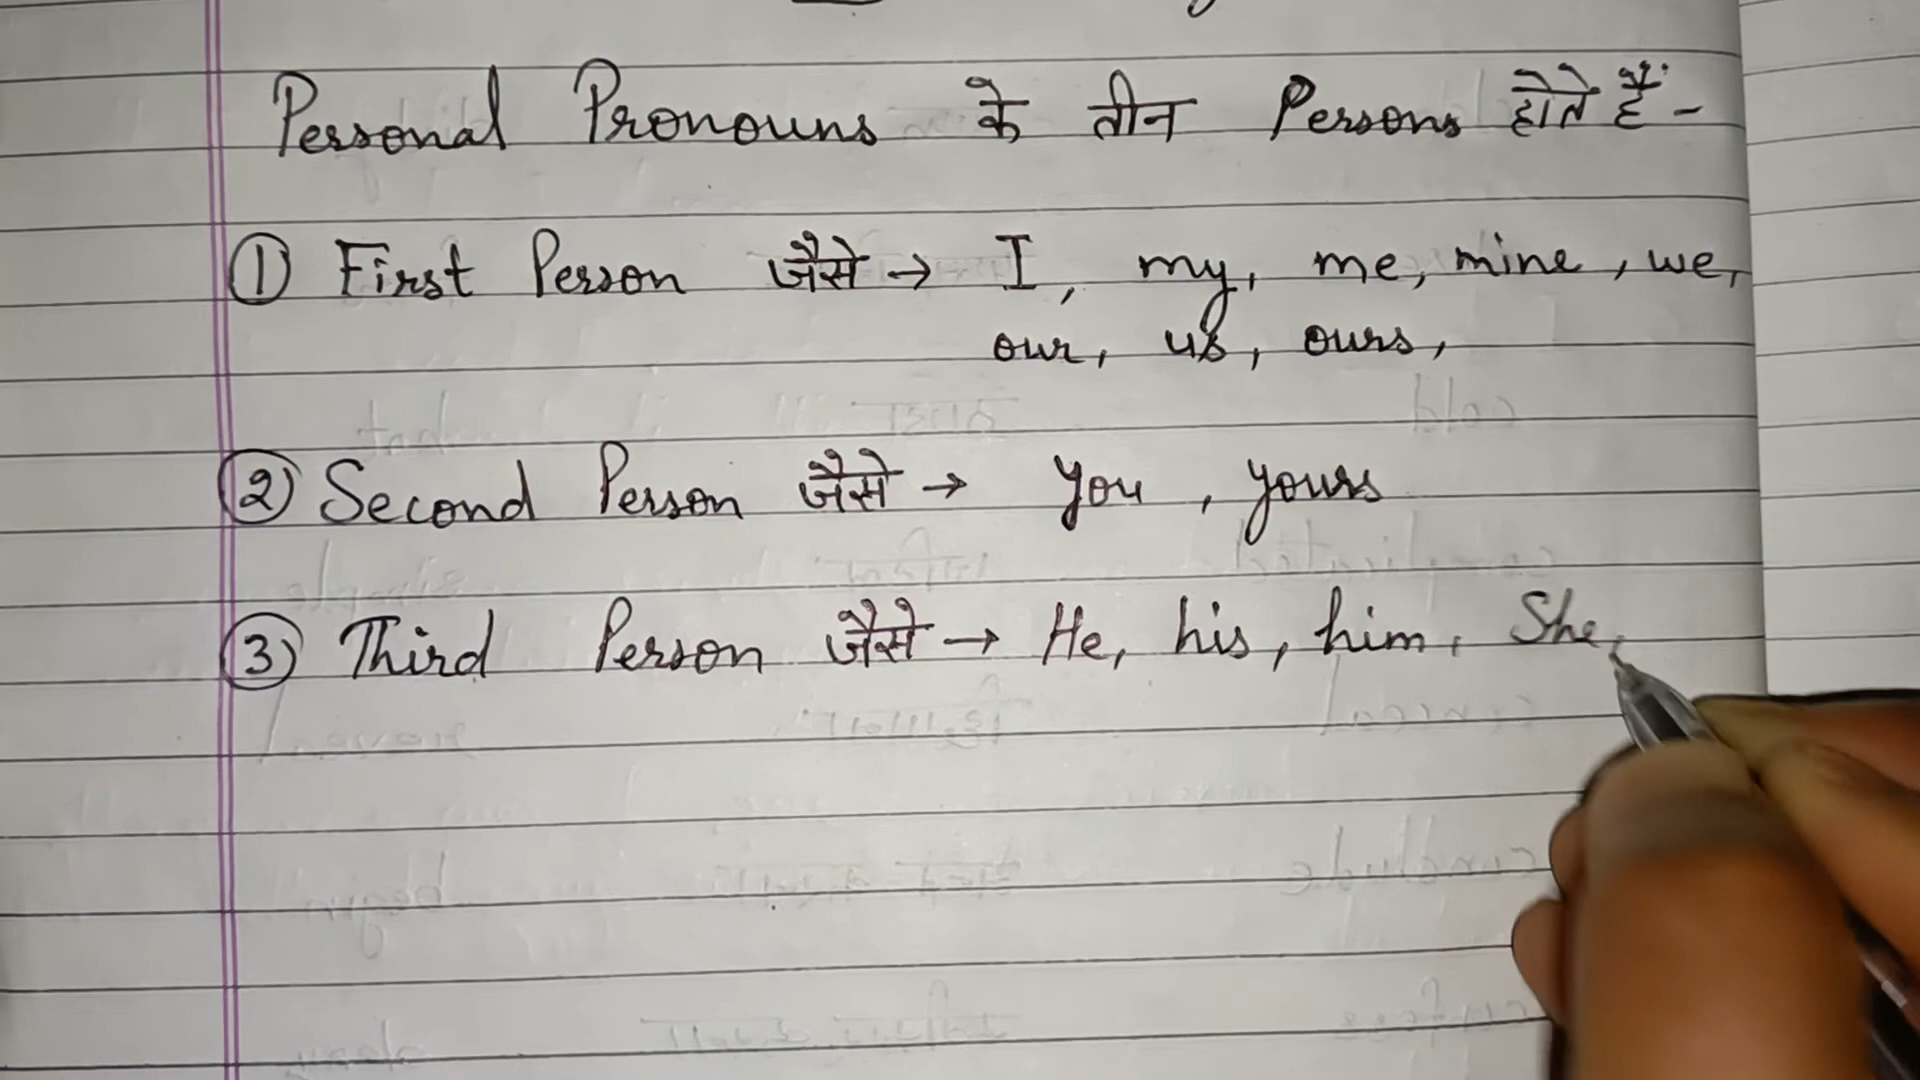 Personal Pronouns के तीन Persons होते हैं -
① First Person जैसे → I, my, me, mine, we,
our, us, ours,
② Second Person जैसे → you, yours
③ Third Person जैसे → He, his, him, She,